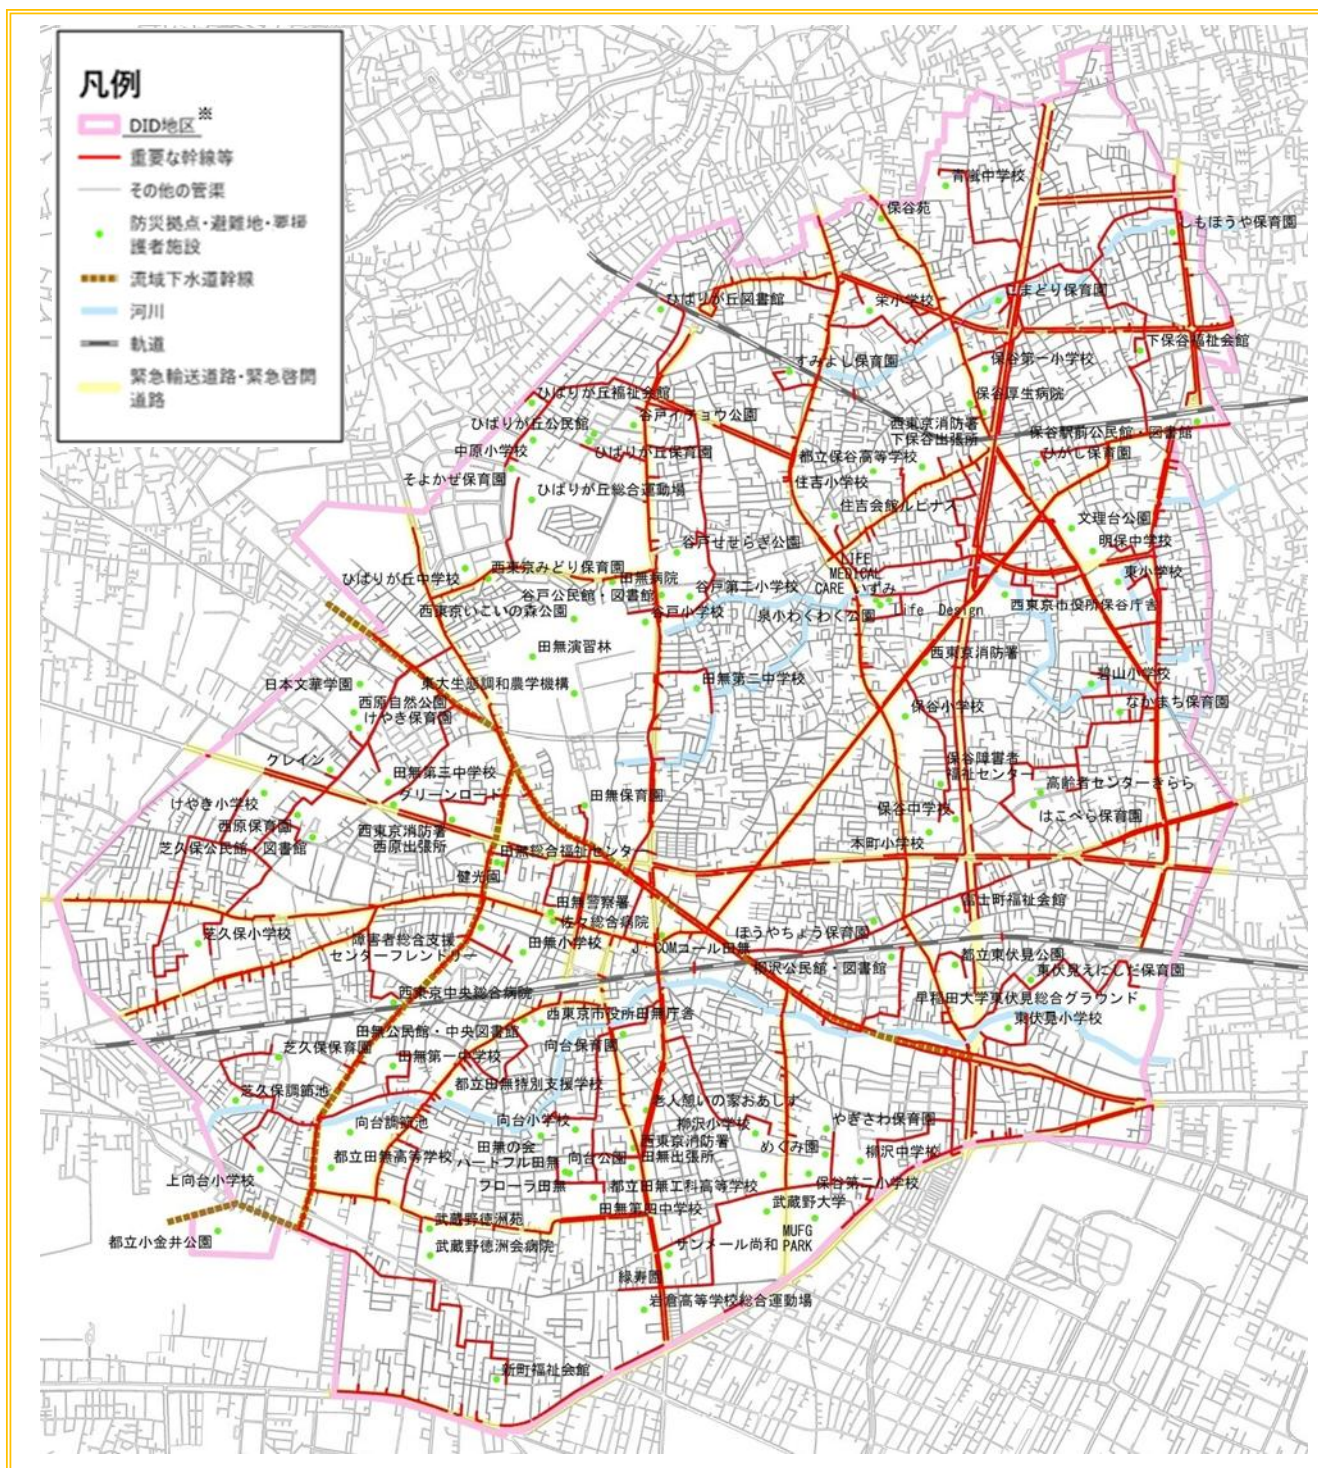 凡例
DID地区※
重要な幹線等
その他の管渠
防災拠点・避難地・要援
護者施設
流域下水道幹線
河川
軌道
緊急輸送道路・緊急啓開
道路
青嵐中学校
保谷苑
しもほうや保育園
ひばりが丘図書館
栄小学校
しまどり保育園
下保谷福祉会館
すみよし保育園
保谷第一小学校
ひばりが丘福祉会館
保谷厚生病院
谷戸イチョウ公園
ひばりが丘公民館
西東京消防署
下保谷出張所
保谷駅前公民館・図書館
中原小学校
ひばりが丘保育園
都立保谷高等学校
ひがし保育園
そよかぜ保育園
住吉小学校
ひばりが丘総合運動場
住吉会館ルピナス
文理台公園
谷戸せせらぎ公園
明保中学校
LIFE
MEDICAL
CARE いずみ
西東京みどり保育園
ひばりが丘中学校
田無病院
谷戸第二小学校
東小学校
谷戸公民館・図書館
西東京いこいの森公園
谷戸小学校
泉小わくわく公園
Life Design
西東京市役所保谷庁舎
田無演習林
西東京消防署
日本文華学園
東大生態調和農学機構
田無第二中学校
碧山小学校
西原自然公園
けやき保育園
保谷小学校
なかまち保育園
グレイン
田無第三中学校
保谷障害者
福祉センター
高齢者センターきらら
けやき小学校
グリーンロード
田無保育園
保谷中学校
はこべら保育園
西原保育園
西東京消防署
西原出張所
本町小学校
芝久保公民館・図書館
田無総合福祉センター
健光園
田無警察署
富士町福祉会館
佐々総合病院
芝久保小学校
障害者総合支援
センターフレンドリー
田無小学校
J:COMコール田無
ほうやちょう保育園
柳沢公民館・図書館
都立東伏見公園
東伏見えにしだ保育園
西東京中央総合病院
早稲田大学東伏見総合グラウンド
西東京市役所田無庁舎
東伏見小学校
田無公民館・中央図書館
芝久保保育園
田無第一中学校
向台保育園
芝久保調節池
都立田無特別支援学校
老人憩いの家おあしす
向台調節池
向台小学校
柳沢小学校
やぎさわ保育園
田無の会
ハートフル田無
西東京消防署
田無出張所
めぐみ園
都立田無高等学校
向台公園
柳沢中学校
上向台小学校
フローラ田無
都立田無工科高等学校
保谷第二小学校
田無第四中学校
武蔵野大学
武蔵野徳洲苑
都立小金井公園
武蔵野徳洲会病院
サンメール尚和
MUFG
PARK
緑寿園
岩倉高等学校総合運動場
新町福祉会館